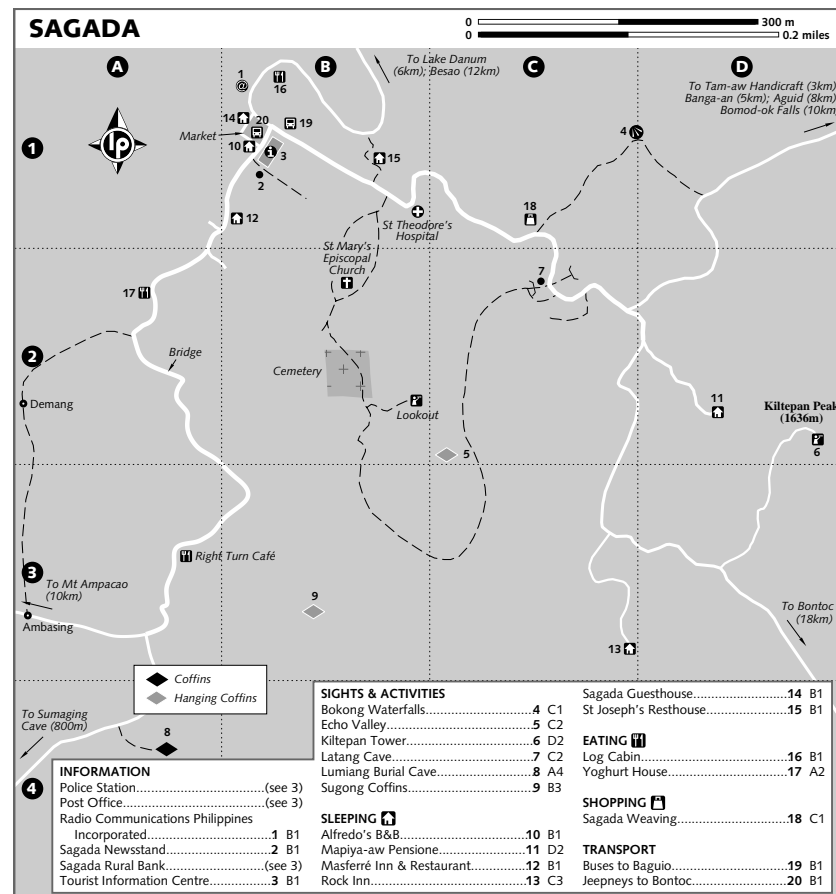 SAGADA
0 300 m
0 0.2 miles
A B C D
To Lake Danum
(6km); Besao (12km)
To Tam-aw Handicraft (3km)
Banga-an (5km); Aguid (8km)
Bomod-ok Falls (10km)
1
@
16
14
20
19
4
Market
lp
1
10
i
3
15
2
18
12
St Theodore's
Hospital
St Mary's
Episcopal
Church
7
17
2
Bridge
Cemetery
Demang
Lookout
11
Kiltepan Peak
(1636m)
6
5
Right Turn Café
3
To Mt Ampacao
(10km)
9
To Bontoc
(18km)
Ambasing
13
Coffins
Hanging Coffins
To Sumaging
Cave (800m)
8
4
INFORMATION
Police Station (see 3)
Post Office (see 3)
Radio Communications Philippines
Incorporated 1 B1
Sagada Newsstand 2 B1
Sagada Rural Bank (see 3)
Tourist Information Centre 3 B1
SIGHTS & ACTIVITIES
Bokong Waterfalls 4 C1
Echo Valley 5 C2
Kiltepan Tower 6 D2
Latang Cave 7 C2
Lumiang Burial Cave 8 A4
Sugong Coffins 9 B3
SLEEPING
Alfredo's B&B 10 B1
Mapiya-aw Pensione 11 D2
Masferré Inn & Restaurant 12 B1
Rock Inn 13 C3
Sagada Guesthouse 14 B1
St Joseph's Resthouse 15 B1
EATING
Log Cabin 16 B1
Yoghurt House 17 A2
SHOPPING
Sagada Weaving 18 C1
TRANSPORT
Buses to Baguio 19 B1
Jeepneys to Bontoc 20 B1